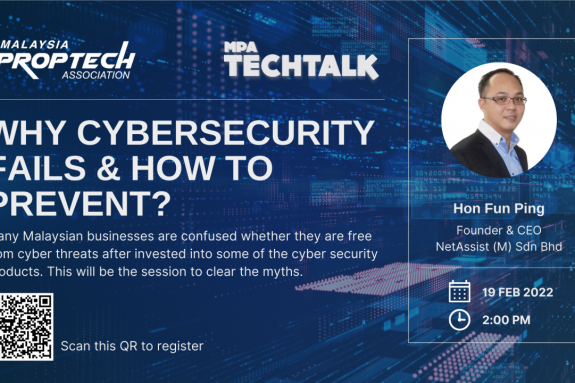 MALAYSIA
PROPTECH
ASSOCIATION
MPA
TECHTALK
WHY CYBERSECURITY
FAILS & HOW TO
PREVENT?
any Malaysian businesses are confused whether they are free
om cyber threats after invested into some of the cyber security
oducts. This will be the session to clear the myths.
Scan this QR to register
Hon Fun Ping
Founder & CEO
NetAssist (M) Sdn Bhd
19 FEB 2022
2:00 PM